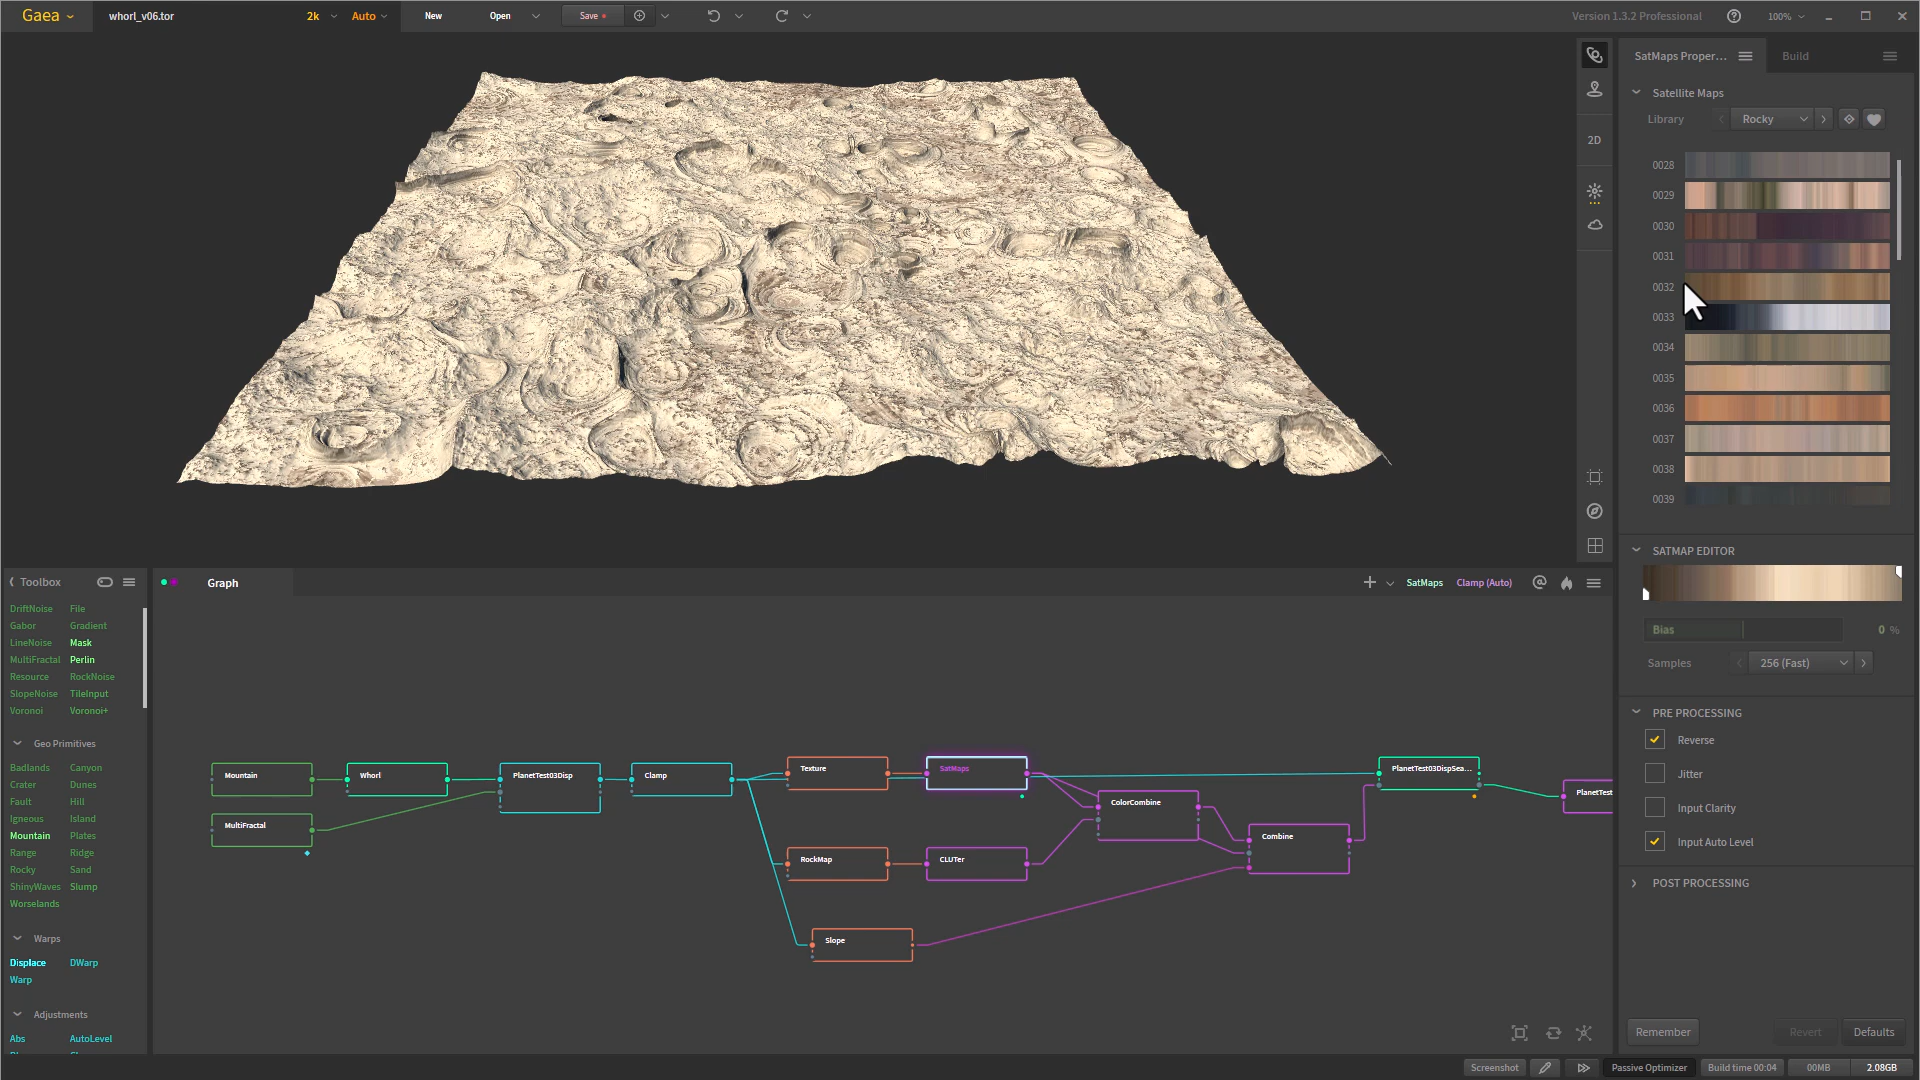 Gaea
whorl_v06.tor
2k
Auto
New
Open
Save
Version 1.3.2 Professional
100%
SatMaps Proper...
Build
Satellite Maps
Library
Rocky
2D
0028
0029
0030
0031
0032
0033
0034
0035
0036
0037
0038
0039
SATMAP EDITOR
Bias
0 %
Samples
256 (Fast)
PRE PROCESSING
Reverse
Jitter
Input Clarity
Input Auto Level
POST PROCESSING
Remember
Revert
Defaults
Toolbox
DriftNoise File
Gabor Gradient
LineNoise Mask
MultiFractal Perlin
Resource RockNoise
SlopeNoise TileInput
Voronoi Voronoi+
Geo Primitives
Badlands Canyon
Crater Dunes
Fault Hill
Igneous Island
Mountain Plates
Range Ridge
Rocky Sand
ShinyWaves Slump
Worselands
Warps
Displace DWarp
Warp
Adjustments
Abs AutoLevel
Graph
SatMaps
Clamp (Auto)
Mountain
Whorl
PlanetTest03Disp
Clamp
Texture
SatMaps
PlanetTest03DispSea...
PlanetTest
ColorCombine
MultiFractal
Combine
RockMap
CLUTer
Slope
Screenshot
Passive Optimizer
Build time 00:04
00MB
2.08GB